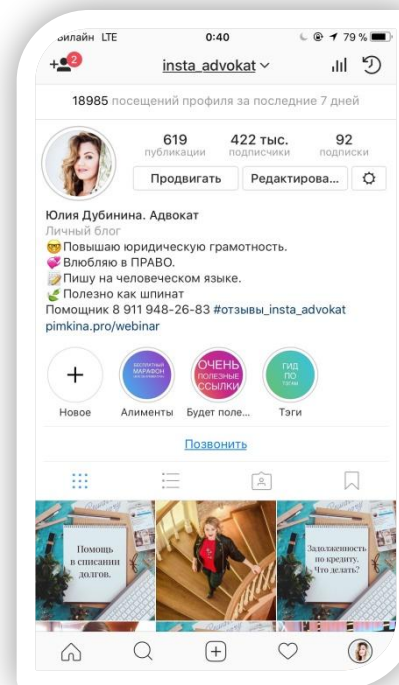 Билайн LTE 0:40 79 %
2
insta_advokat
18985 посещений профиля за последние 7 дней
619 422 тыс. 92
публикации подписчики подписки
Продвигать Редактирова...
Юлия Дубинина. Адвокат
Личный блог
🤓Повышаю юридическую грамотность.
💞Влюбляю в ПРАВО.
📝Пишу на человеческом языке.
🍃Полезно как шпинат
Помощник 8 911 948-26-83 #отзывы_insta_advokat
pimkina.pro/webinar
БЕСПЛАТНЫЙ
МАРАФОН
ОЧЕНЬ
ПОЛЕЗНЫЕ
ССЫЛКИ
ГИД
ПО
ТЭГАМ
Новое Алименты Будет поле... Тэги
Позвонить
Помощь
в списании
долгов.
Задолженность
по кредиту.
Что делать?